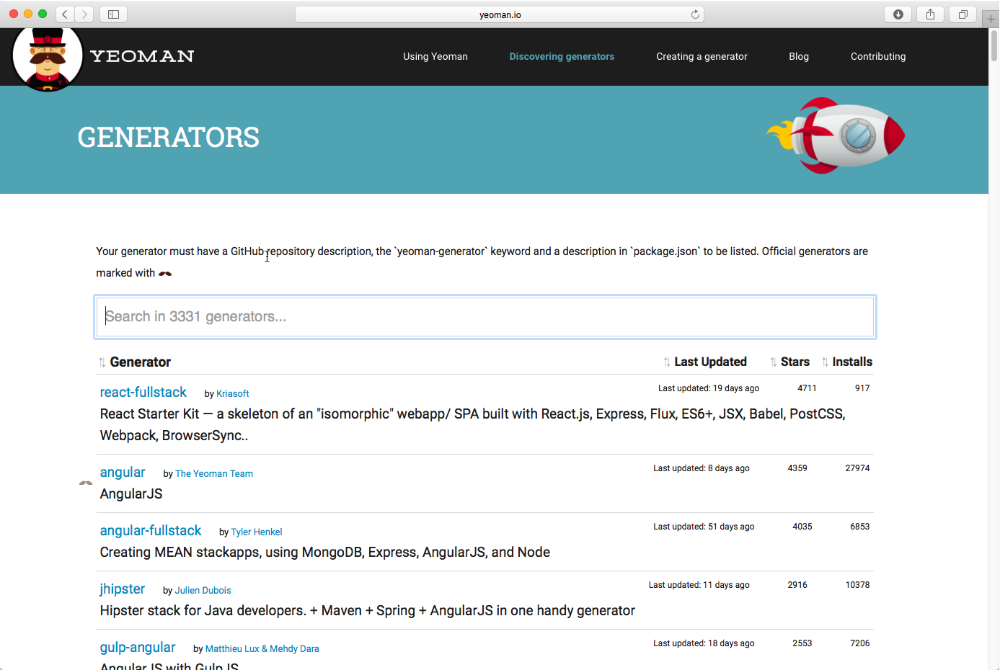 yeoman.io
YEOMAN
Using Yeoman
Discovering generators
Creating a generator
Blog
Contributing
GENERATORS
Your generator must have a GitHub repository description, the `yeoman-generator` keyword and a description in `package.json` to be listed. Official generators are
marked with
Search in 3331 generators...
Generator Last Updated Stars Installs
react-fullstack by Kriasoft Last updated: 19 days ago 4711 917
React Starter Kit — a skeleton of an "isomorphic" webapp/ SPA built with React.js, Express, Flux, ES6+, JSX, Babel, PostCSS,
Webpack, BrowserSync..
angular by The Yeoman Team Last updated: 8 days ago 4359 27974
AngularJS
angular-fullstack by Tyler Henkel Last updated: 51 days ago 4035 6853
Creating MEAN stackapps, using MongoDB, Express, AngularJS, and Node
jhipster by Julien Dubois Last updated: 11 days ago 2916 10378
Hipster stack for Java developers. + Maven + Spring + AngularJS in one handy generator
gulp-angular by Matthieu Lux & Mehdy Dara Last updated: 18 days ago 2553 7206
AngularJS with GulpJS